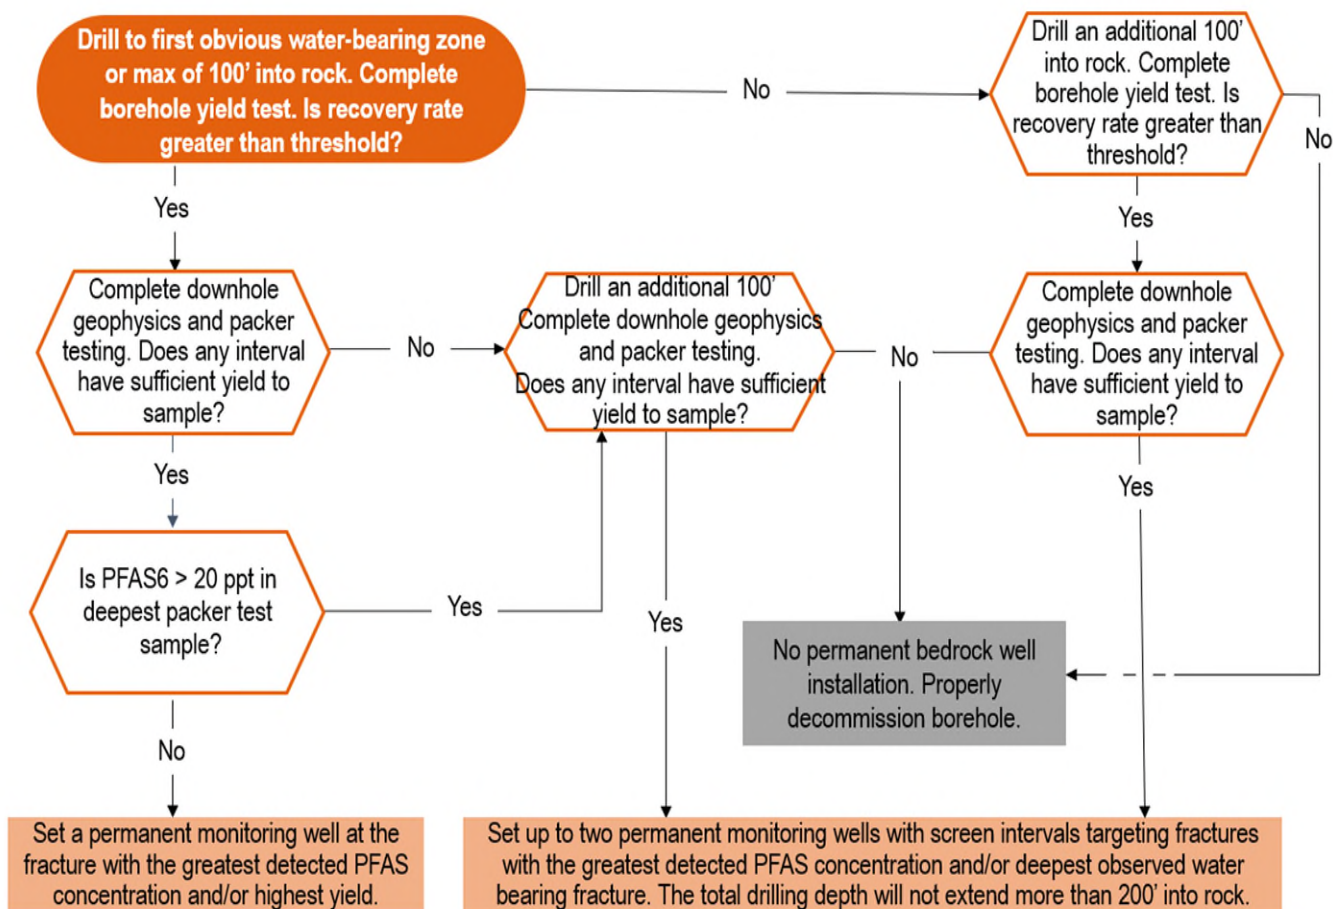 Drill to first obvious water-bearing zone
or max of 100’ into rock. Complete
borehole yield test. Is recovery rate
greater than threshold?
No
Drill an additional 100’
into rock. Complete
borehole yield test. Is
recovery rate greater than
threshold?
No
Yes
Yes
Complete downhole
geophysics and packer
testing. Does any interval
have sufficient yield to
sample?
No
Drill an additional 100’
Complete downhole geophysics
and packer testing.
Does any interval have sufficient
yield to sample?
No
Complete downhole
geophysics and packer
testing. Does any interval
have sufficient yield to
sample?
Yes
Yes
Is PFAS6 > 20 ppt in
deepest packer test
sample?
Yes
Yes
No permanent bedrock well
installation. Properly
decommission borehole.
No
Set a permanent monitoring well at the
fracture with the greatest detected PFAS
concentration and/or highest yield.
Set up to two permanent monitoring wells with screen intervals targeting fractures
with the greatest detected PFAS concentration and/or deepest observed water
bearing fracture. The total drilling depth will not extend more than 200’ into rock.